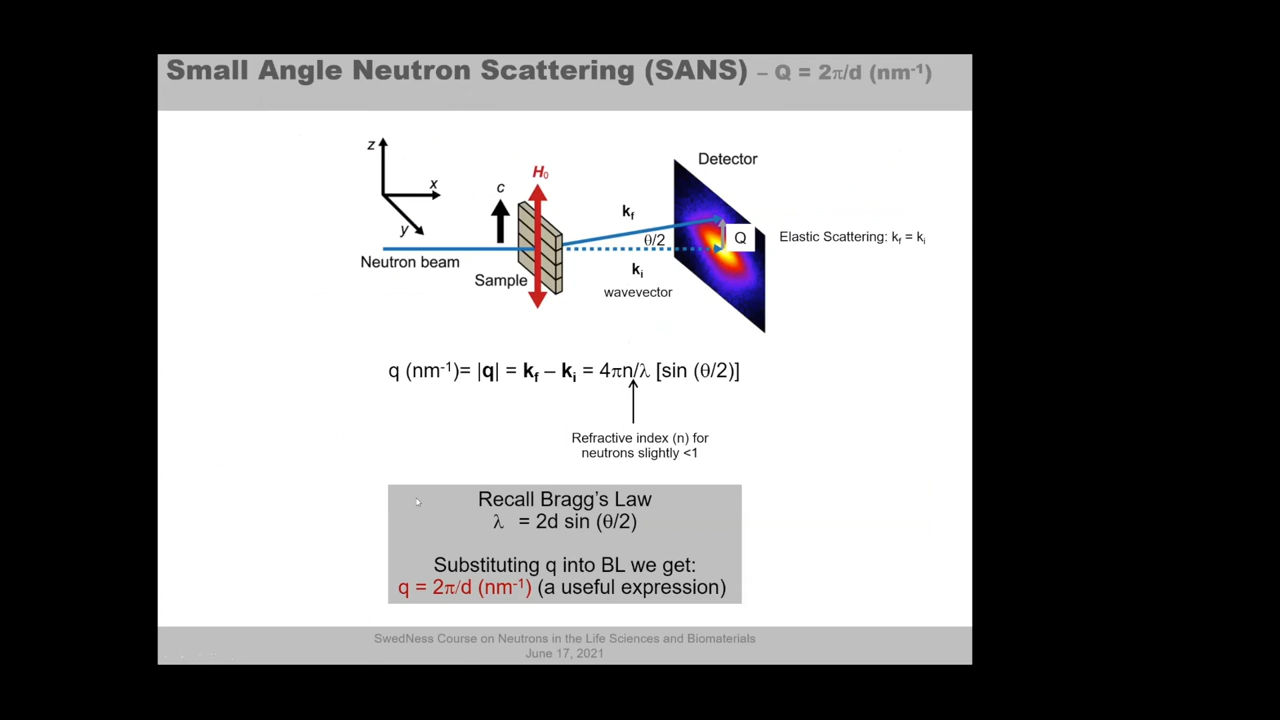 Small Angle Neutron Scattering (SANS) – Q = 2π/d (nm⁻¹)
z
x
y
c
H₀
Detector
k_f
θ/2
Q
Elastic Scattering: k_f = k_i
Neutron beam
Sample
k_i
wavevector
q (nm⁻¹)= |q| = k_f – k_i = 4πn/λ [sin (θ/2)]
Refractive index (n) for
neutrons slightly <1
Recall Bragg's Law
λ = 2d sin (θ/2)
Substituting q into BL we get:
q = 2π/d (nm⁻¹) (a useful expression)
SwedNess Course on Neutrons in the Life Sciences and Biomaterials
June 17, 2021